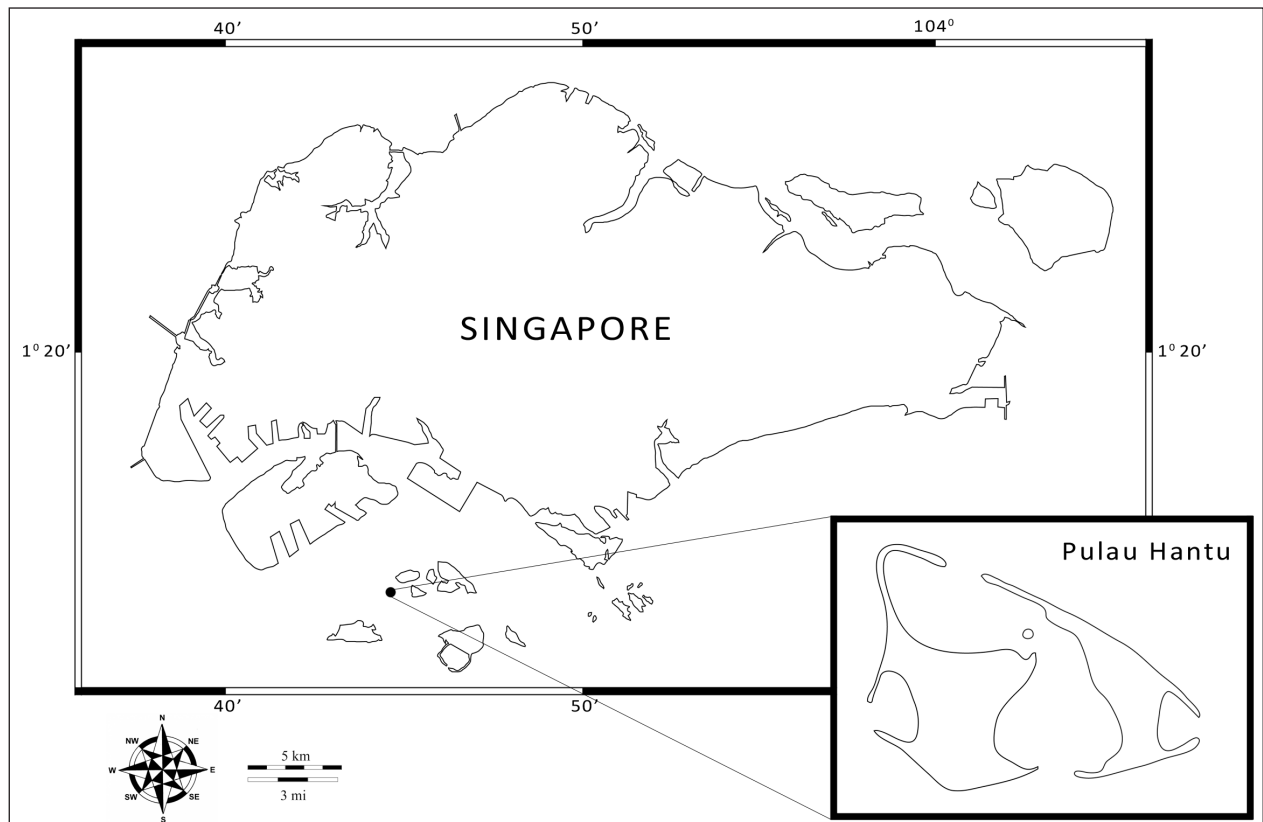 40′ 50′ 104⁰
SINGAPORE
1⁰ 20′ 1⁰ 20′
Pulau Hantu
40′ 50′
N
NW NE
W E
SW SE
S
5 km
3 mi